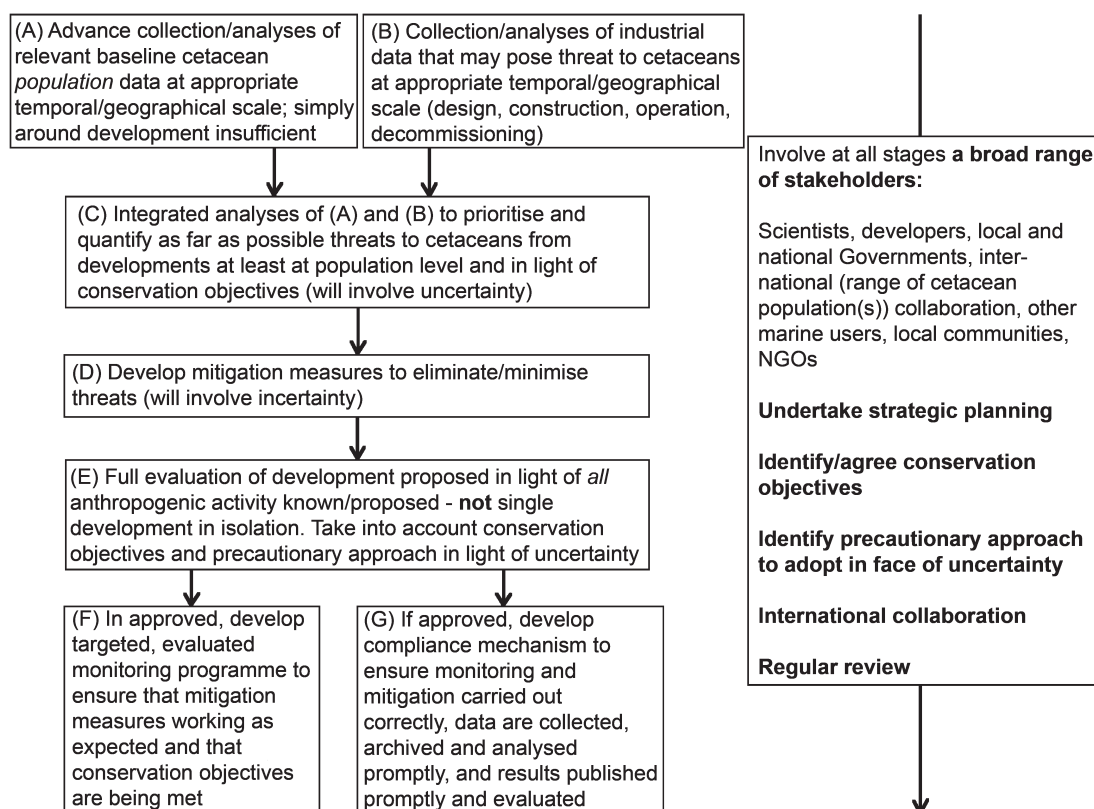 (A) Advance collection/analyses of
relevant baseline cetacean
population data at appropriate
temporal/geographical scale; simply
around development insufficient
(B) Collection/analyses of industrial
data that may pose threat to cetaceans
at appropriate temporal/geographical
scale (design, construction, operation,
decommissioning)
(C) Integrated analyses of (A) and (B) to prioritise and
quantify as far as possible threats to cetaceans from
developments at least at population level and in light of
conservation objectives (will involve uncertainty)
(D) Develop mitigation measures to eliminate/minimise
threats (will involve incertainty)
(E) Full evaluation of development proposed in light of all
anthropogenic activity known/proposed - not single
development in isolation. Take into account conservation
objectives and precautionary approach in light of uncertainty
(F) In approved, develop
targeted, evaluated
monitoring programme to
ensure that mitigation
measures working as
expected and that
conservation objectives
are being met
(G) If approved, develop
compliance mechanism to
ensure monitoring and
mitigation carried out
correctly, data are collected,
archived and analysed
promptly, and results published
promptly and evaluated
Involve at all stages a broad range
of stakeholders:
Scientists, developers, local and
national Governments, inter-
national (range of cetacean
population(s)) collaboration, other
marine users, local communities,
NGOs
Undertake strategic planning
Identify/agree conservation
objectives
Identify precautionary approach
to adopt in face of uncertainty
International collaboration
Regular review